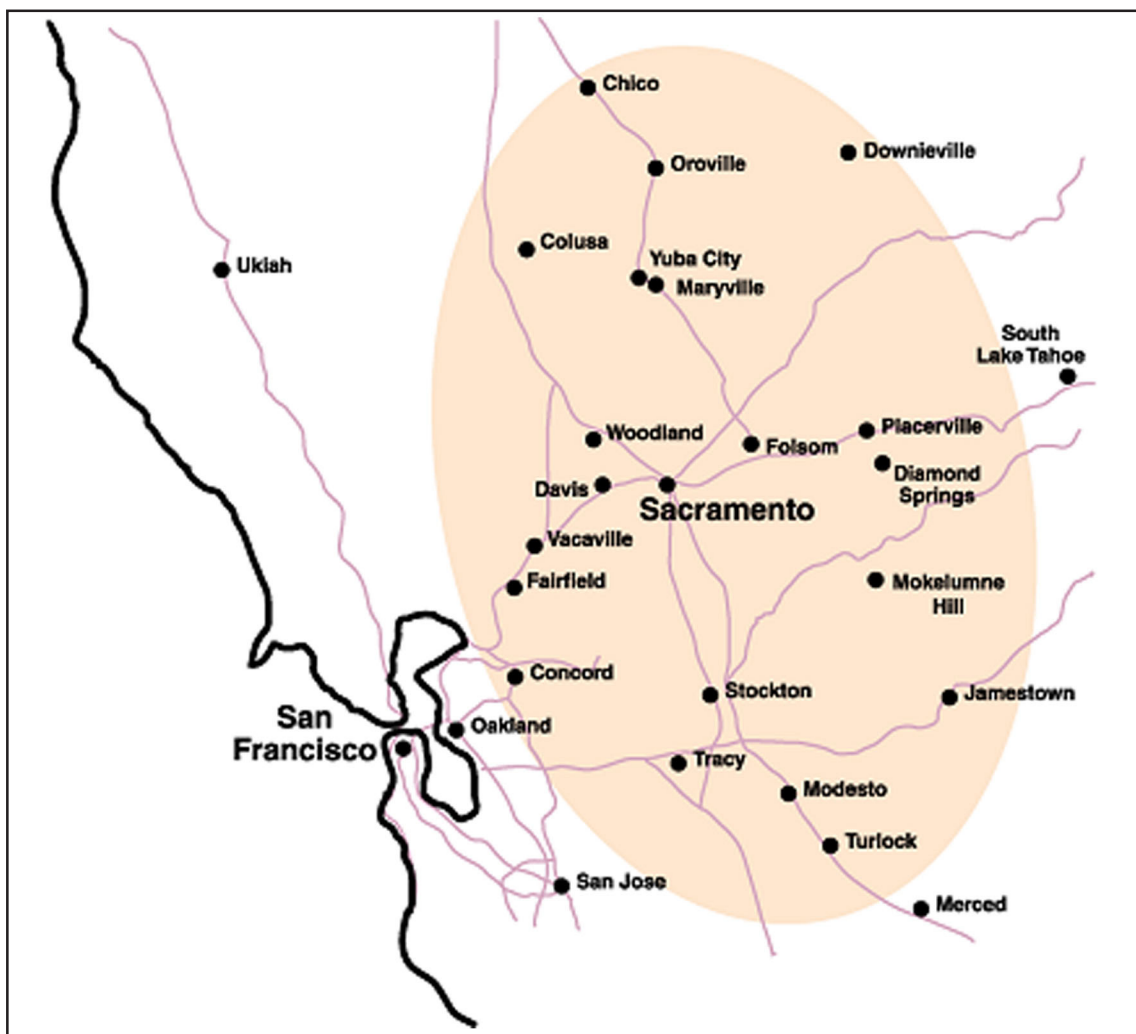 Chico
Downieville
Oroville
Colusa
Yuba City
Maryville
Ukiah
South
Lake Tahoe
Woodland
Placerville
Folsom
Diamond
Springs
Davis
Sacramento
Vacaville
Fairfield
Mokelumne
Hill
Concord
Stockton
Jamestown
San
Francisco
Oakland
Tracy
Modesto
Turlock
San Jose
Merced